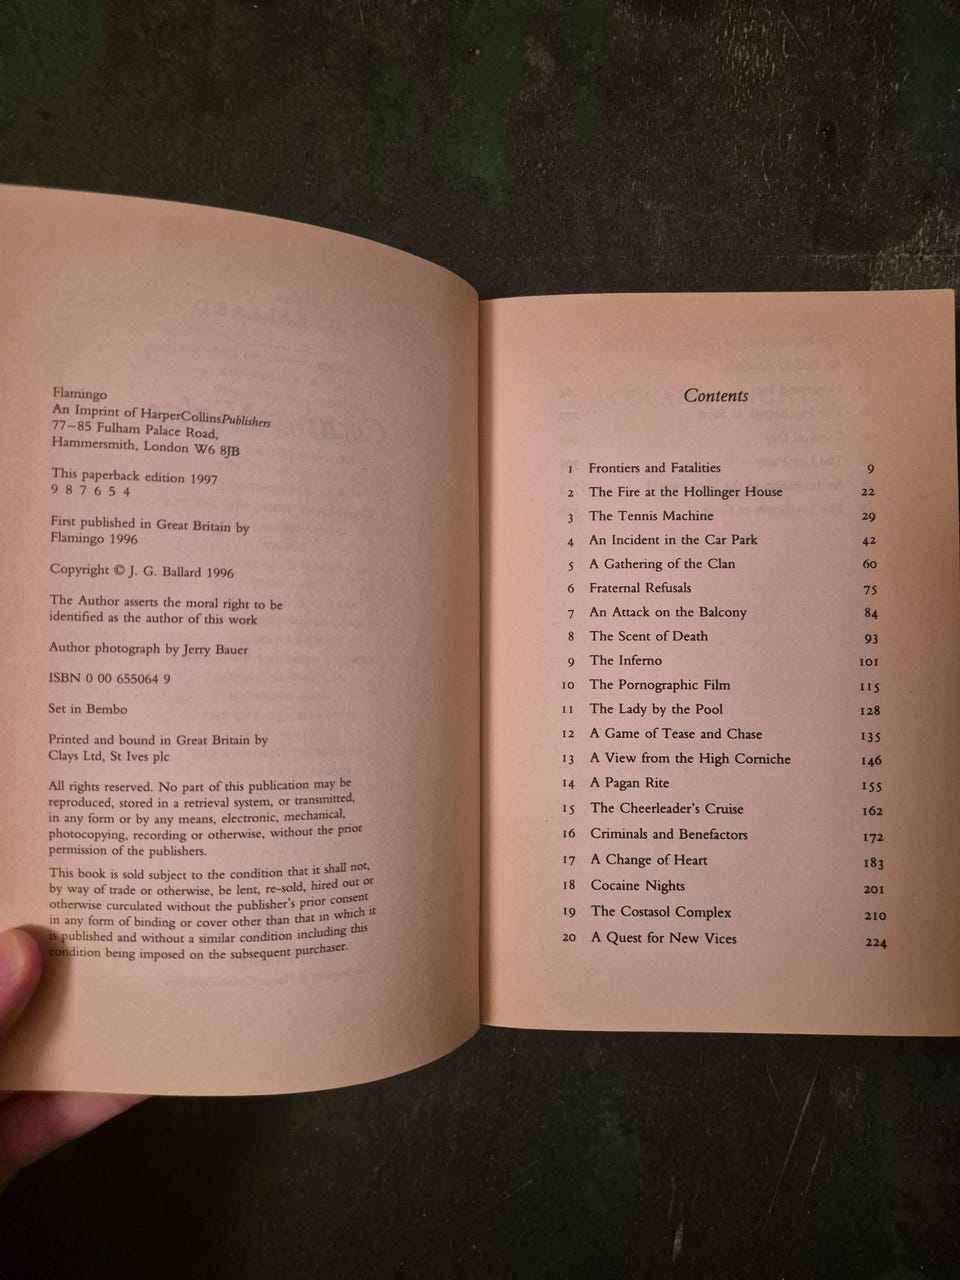 Flamingo
An Imprint of HarperCollinsPublishers
77–85 Fulham Palace Road,
Hammersmith, London W6 8JB
This paperback edition 1997
9 8 7 6 5 4
First published in Great Britain by
Flamingo 1996
Copyright © J. G. Ballard 1996
The Author asserts the moral right to be
identified as the author of this work
Author photograph by Jerry Bauer
ISBN 0 00 655064 9
Set in Bembo
Printed and bound in Great Britain by
Clays Ltd, St Ives plc
All rights reserved. No part of this publication may be
reproduced, stored in a retrieval system, or transmitted,
in any form or by any means, electronic, mechanical,
photocopying, recording or otherwise, without the prior
permission of the publishers.
This book is sold subject to the condition that it shall not,
by way of trade or otherwise, be lent, re-sold, hired out or
otherwise curculated without the publisher's prior consent
in any form of binding or cover other than that in which it
is published and without a similar condition including this
condition being imposed on the subsequent purchaser.
Contents
1 Frontiers and Fatalities 9
2 The Fire at the Hollinger House 22
3 The Tennis Machine 29
4 An Incident in the Car Park 42
5 A Gathering of the Clan 60
6 Fraternal Refusals 75
7 An Attack on the Balcony 84
8 The Scent of Death 93
9 The Inferno 101
10 The Pornographic Film 115
11 The Lady by the Pool 128
12 A Game of Tease and Chase 135
13 A View from the High Corniche 146
14 A Pagan Rite 155
15 The Cheerleader's Cruise 162
16 Criminals and Benefactors 172
17 A Change of Heart 183
18 Cocaine Nights 201
19 The Costasol Complex 210
20 A Quest for New Vices 224